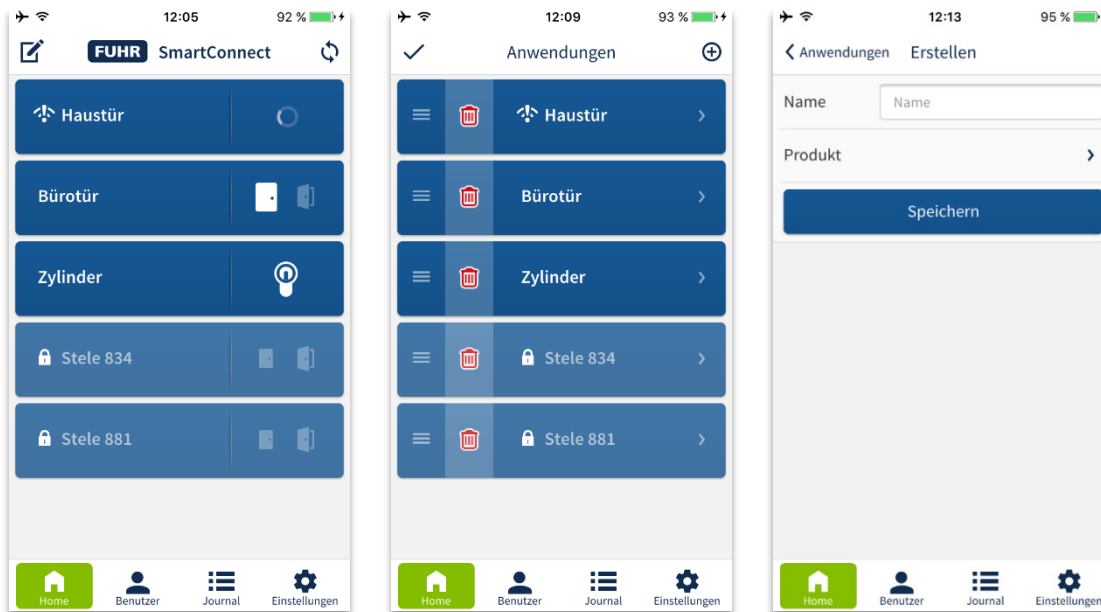 12:05
92 %
FUHR SmartConnect
Haustür
Bürotür
Zylinder
Stele 834
Stele 881
Home
Benutzer
Journal
Einstellungen
12:09
93 %
Anwendungen
Haustür
Bürotür
Zylinder
Stele 834
Stele 881
Home
Benutzer
Journal
Einstellungen
12:13
95 %
Anwendungen Erstellen
Name Name
Produkt
Speichern
Home
Benutzer
Journal
Einstellungen